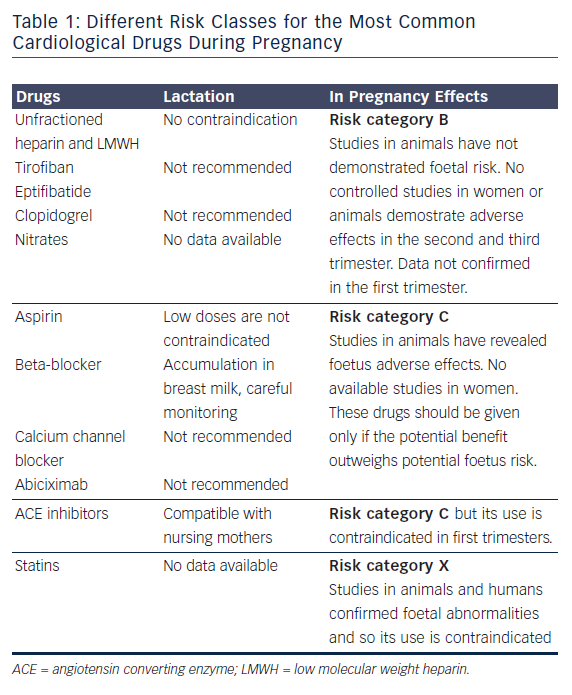 Table 1: Different Risk Classes for the Most Common
Cardiological Drugs During Pregnancy
Drugs Lactation In Pregnancy Effects
Unfractioned No contraindication Risk category B
heparin and LMWH Studies in animals have not
Tirofiban Not recommended demonstrated foetal risk. No
Eptifibatide controlled studies in women or
Clopidogrel Not recommended animals demostrate adverse
Nitrates No data available effects in the second and third
trimester. Data not confirmed
in the first trimester.
Aspirin Low doses are not Risk category C
contraindicated Studies in animals have revealed
Beta-blocker Accumulation in foetus adverse effects. No
breast milk, careful available studies in women.
monitoring These drugs should be given
Calcium channel Not recommended only if the potential benefit
blocker outweighs potential foetus risk.
Abiciximab Not recommended
ACE inhibitors Compatible with Risk category C but its use is
nursing mothers contraindicated in first trimesters.
Statins No data available Risk category X
Studies in animals and humans
confirmed foetal abnormalities
and so its use is contraindicated
ACE = angiotensin converting enzyme; LMWH = low molecular weight heparin.